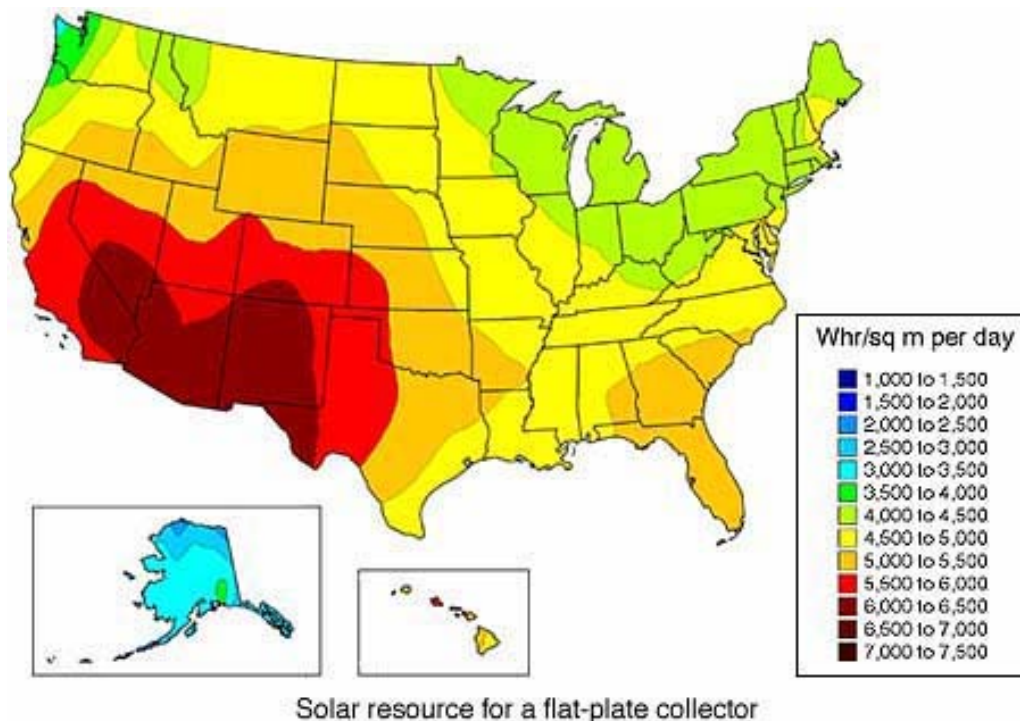 Whr/sq m per day
1,000 to 1,500
1,500 to 2,000
2,000 to 2,500
2,500 to 3,000
3,000 to 3,500
3,500 to 4,000
4,000 to 4,500
4,500 to 5,000
5,000 to 5,500
5,500 to 6,000
6,000 to 6,500
6,500 to 7,000
7,000 to 7,500
Solar resource for a flat-plate collector